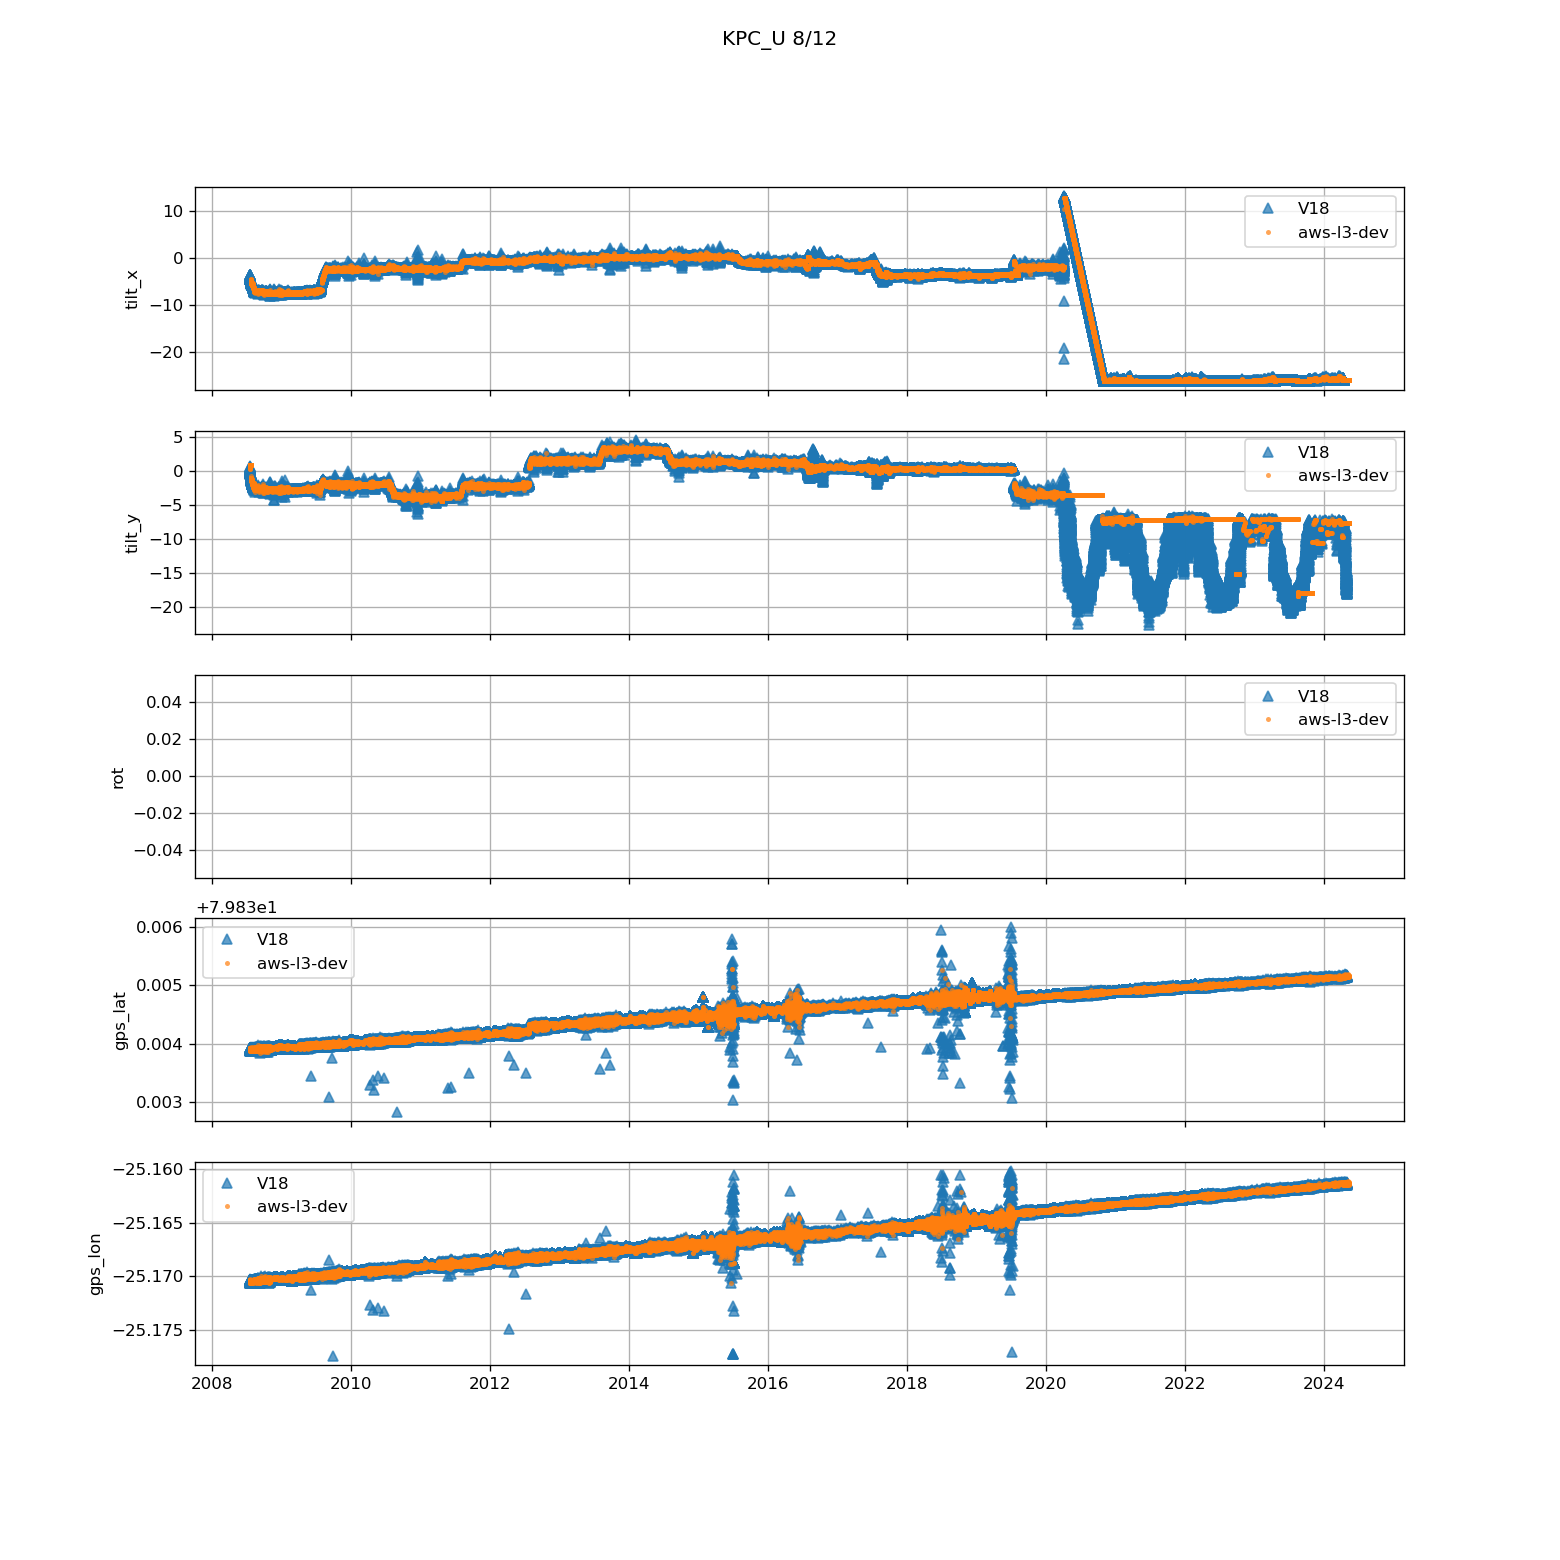 KPC_U 8/12
10
0
−10
−20
tilt_x
V18
aws-l3-dev
5
0
−5
−10
−15
−20
tilt_y
V18
aws-l3-dev
0.04
0.02
0.00
−0.02
−0.04
rot
V18
aws-l3-dev
+7.983e1
0.006
0.005
0.004
0.003
gps_lat
V18
aws-l3-dev
−25.160
−25.165
−25.170
−25.175
gps_lon
V18
aws-l3-dev
2008 2010 2012 2014 2016 2018 2020 2022 2024